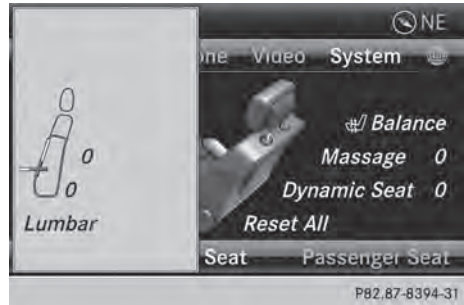 NE
one Video System
Balance
0 Massage 0
0 Dynamic Seat 0
Lumbar Reset All
Seat Passenger Seat
P82.87-8394-31